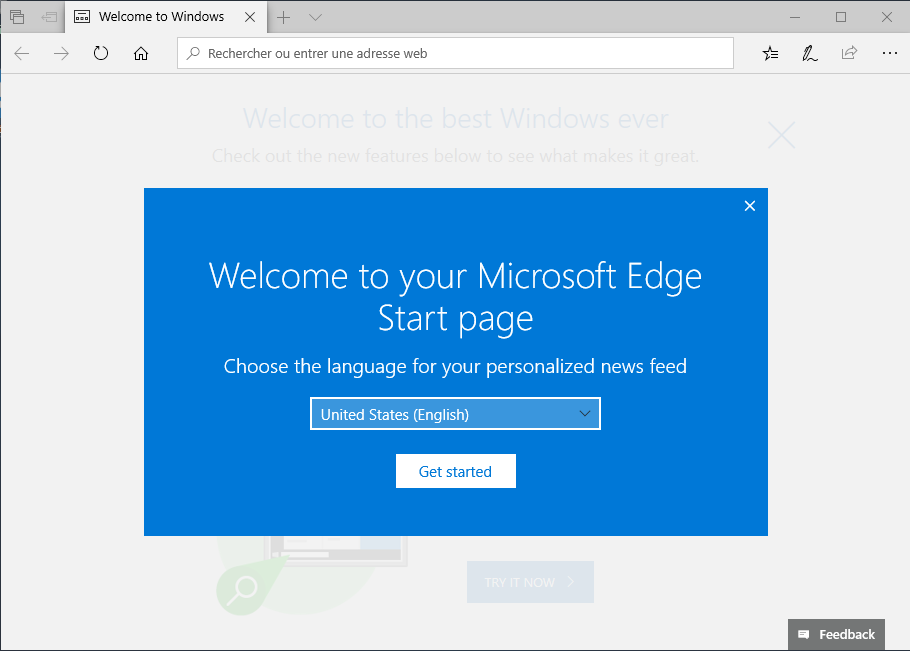 Welcome to Windows
Rechercher ou entrer une adresse web
Welcome to the best Windows ever
Check out the new features below to see what makes it great.
Welcome to your Microsoft Edge
Start page
Choose the language for your personalized news feed
United States (English)
Get started
TRY IT NOW
Feedback